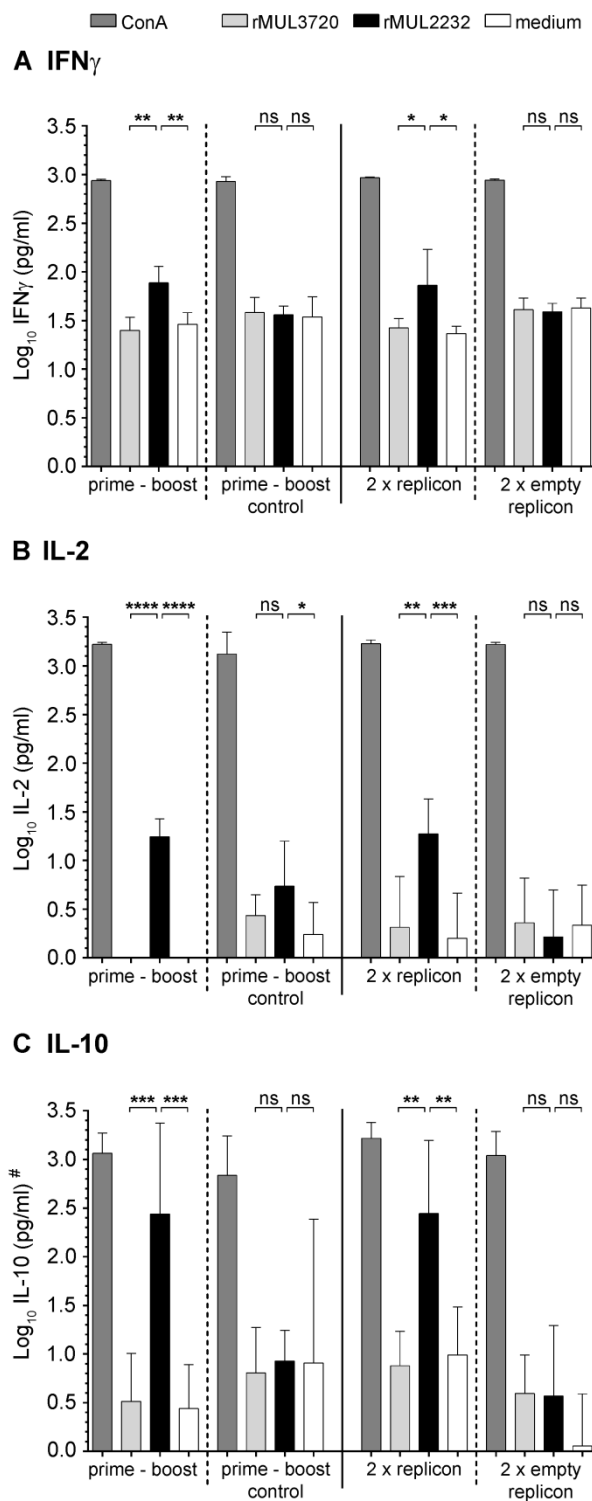 ConA rMUL3720 rMUL2232 medium
A IFNγ
** ** ns ns * * ns ns
Log10 IFNγ (pg/ml)
3.5
3.0
2.5
2.0
1.5
1.0
0.5
0.0
prime - boost prime - boost control 2 x replicon 2 x empty replicon
B IL-2
**** **** ns * ** *** ns ns
Log10 IL-2 (pg/ml)
3.5
3.0
2.5
2.0
1.5
1.0
0.5
0.0
prime - boost prime - boost control 2 x replicon 2 x empty replicon
C IL-10
*** *** ns ns ** ** ns ns
Log10 IL-10 (pg/ml) #
3.5
3.0
2.5
2.0
1.5
1.0
0.5
0.0
prime - boost prime - boost control 2 x replicon 2 x empty replicon